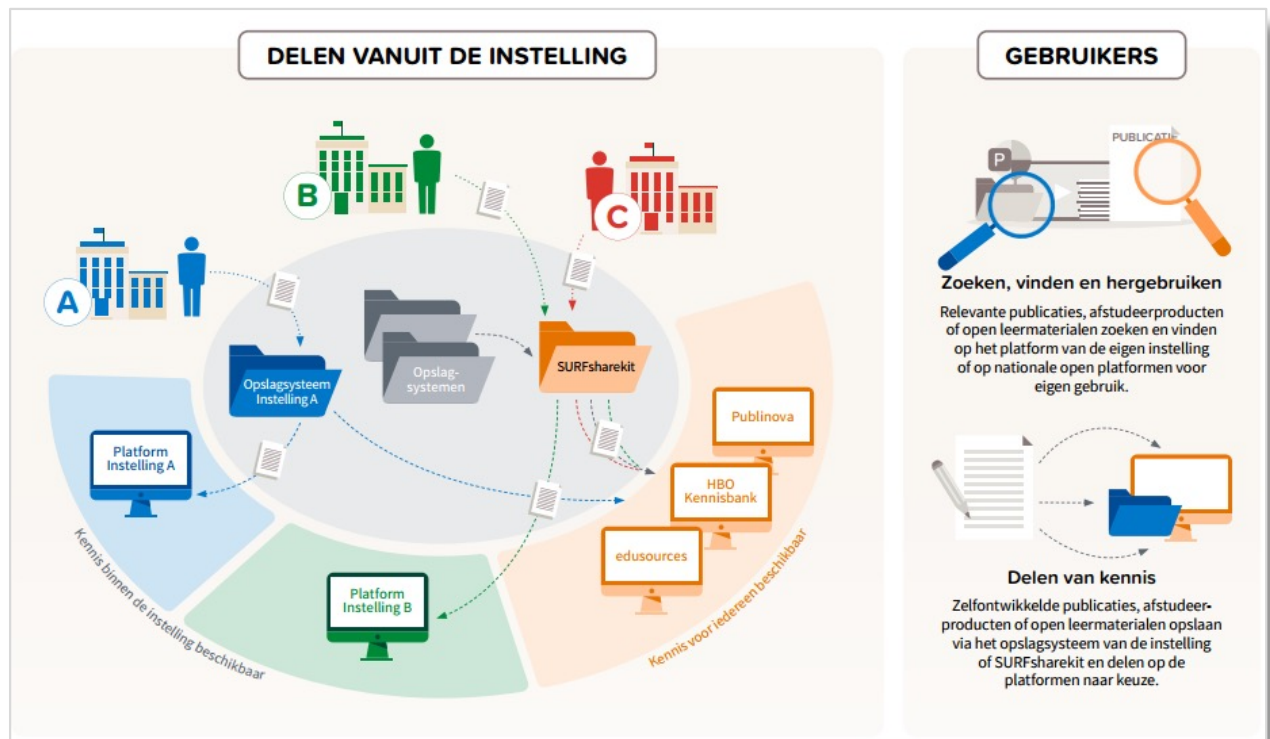 DELEN VANUIT DE INSTELLING
B
C
A
Opslagsysteem
Instelling A
Opslag-
systemen
SURFsharekit
Platform
Instelling A
Publinova
HBO
Kennisbank
edusources
Platform
Instelling B
Kennis binnen de instelling beschikbaar
Kennis voor iedereen beschikbaar
GEBRUIKERS
P
PUBLICATIE
Zoeken, vinden en hergebruiken
Relevante publicaties, afstudeerproducten
of open leermaterialen zoeken en vinden
op het platform van de eigen instelling
of op nationale open platformen voor
eigen gebruik.
Delen van kennis
Zelfontwikkelde publicaties, afstudeer-
producten of open leermaterialen opslaan
via het opslagsysteem van de instelling
of SURFsharekit en delen op de
platformen naar keuze.